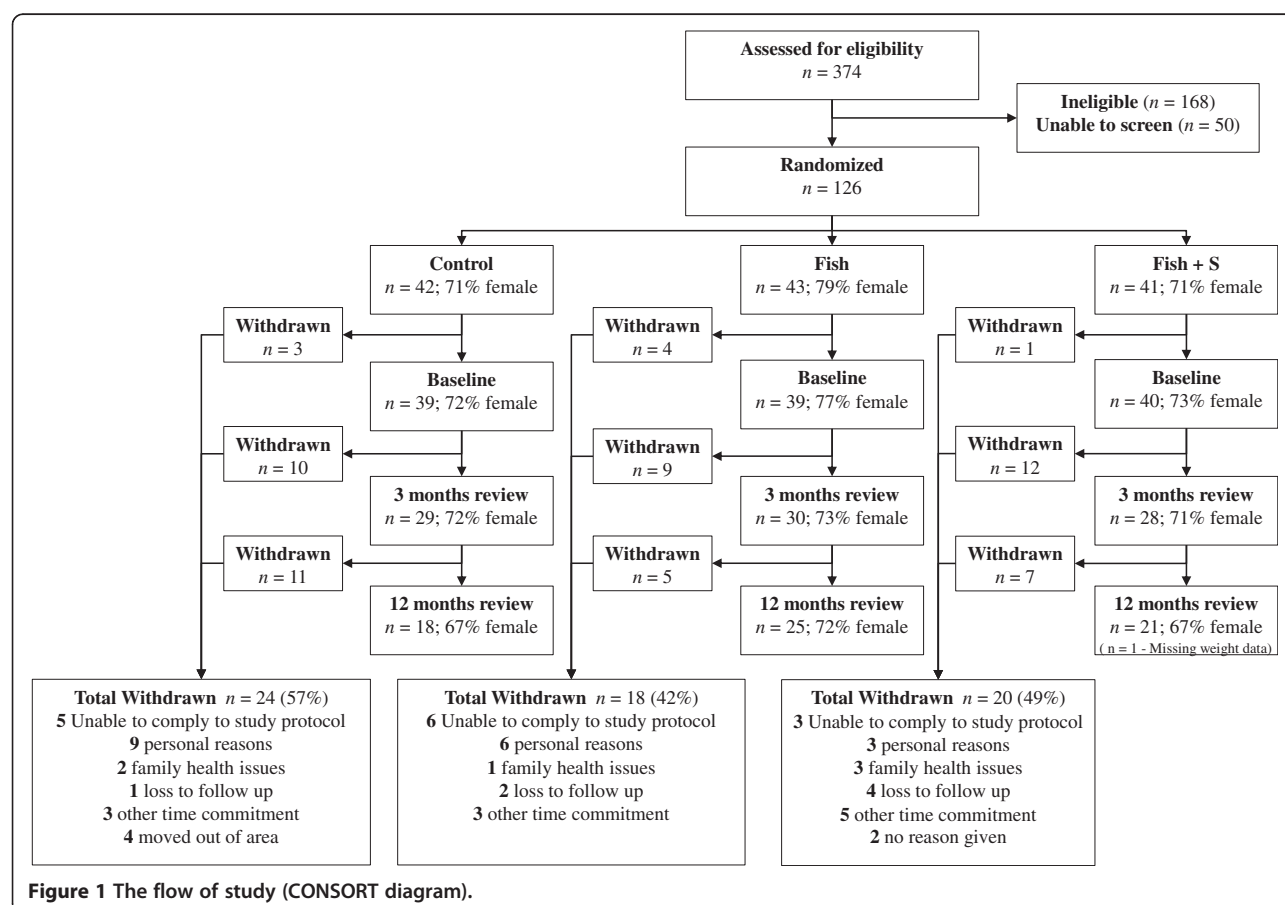 Assessed for eligibility
n = 374
Ineligible (n = 168)
Unable to screen (n = 50)
Randomized
n = 126
Control
n = 42; 71% female
Fish
n = 43; 79% female
Fish + S
n = 41; 71% female
Withdrawn
n = 3
Withdrawn
n = 4
Withdrawn
n = 1
Baseline
n = 39; 72% female
Baseline
n = 39; 77% female
Baseline
n = 40; 73% female
Withdrawn
n = 10
Withdrawn
n = 9
Withdrawn
n = 12
3 months review
n = 29; 72% female
3 months review
n = 30; 73% female
3 months review
n = 28; 71% female
Withdrawn
n = 11
Withdrawn
n = 5
Withdrawn
n = 7
12 months review
n = 18; 67% female
12 months review
n = 25; 72% female
12 months review
n = 21; 67% female
( n = 1 - Missing weight data)
Total Withdrawn n = 24 (57%)
5 Unable to comply to study protocol
9 personal reasons
2 family health issues
1 loss to follow up
3 other time commitment
4 moved out of area
Total Withdrawn n = 18 (42%)
6 Unable to comply to study protocol
6 personal reasons
1 family health issues
2 loss to follow up
3 other time commitment
Total Withdrawn n = 20 (49%)
3 Unable to comply to study protocol
3 personal reasons
3 family health issues
4 loss to follow up
5 other time commitment
2 no reason given
Figure 1 The flow of study (CONSORT diagram).